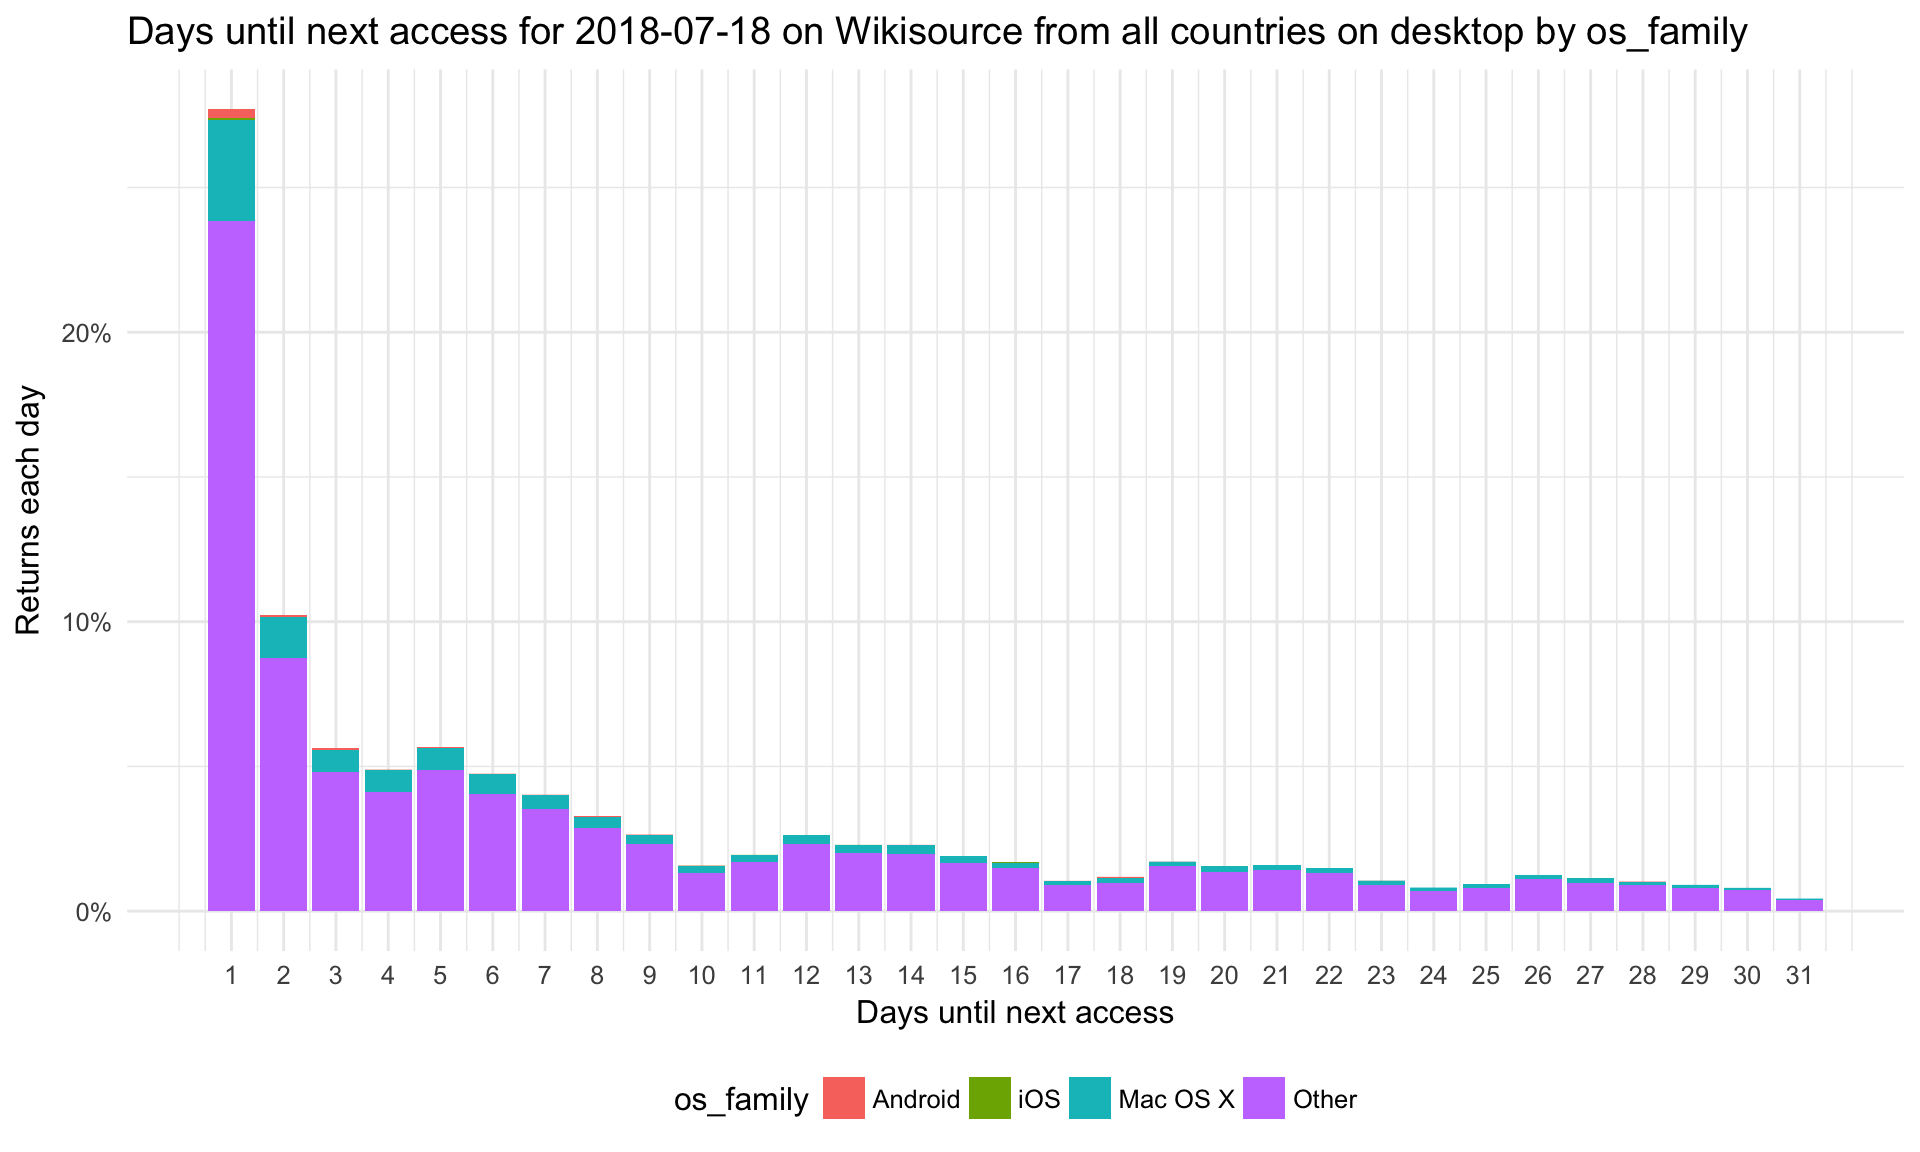 Days until next access for 2018-07-18 on Wikisource from all countries on desktop by os_family
Returns each day
20%
10%
0%
1 2 3 4 5 6 7 8 9 10 11 12 13 14 15 16 17 18 19 20 21 22 23 24 25 26 27 28 29 30 31
Days until next access
os_family Android iOS Mac OS X Other